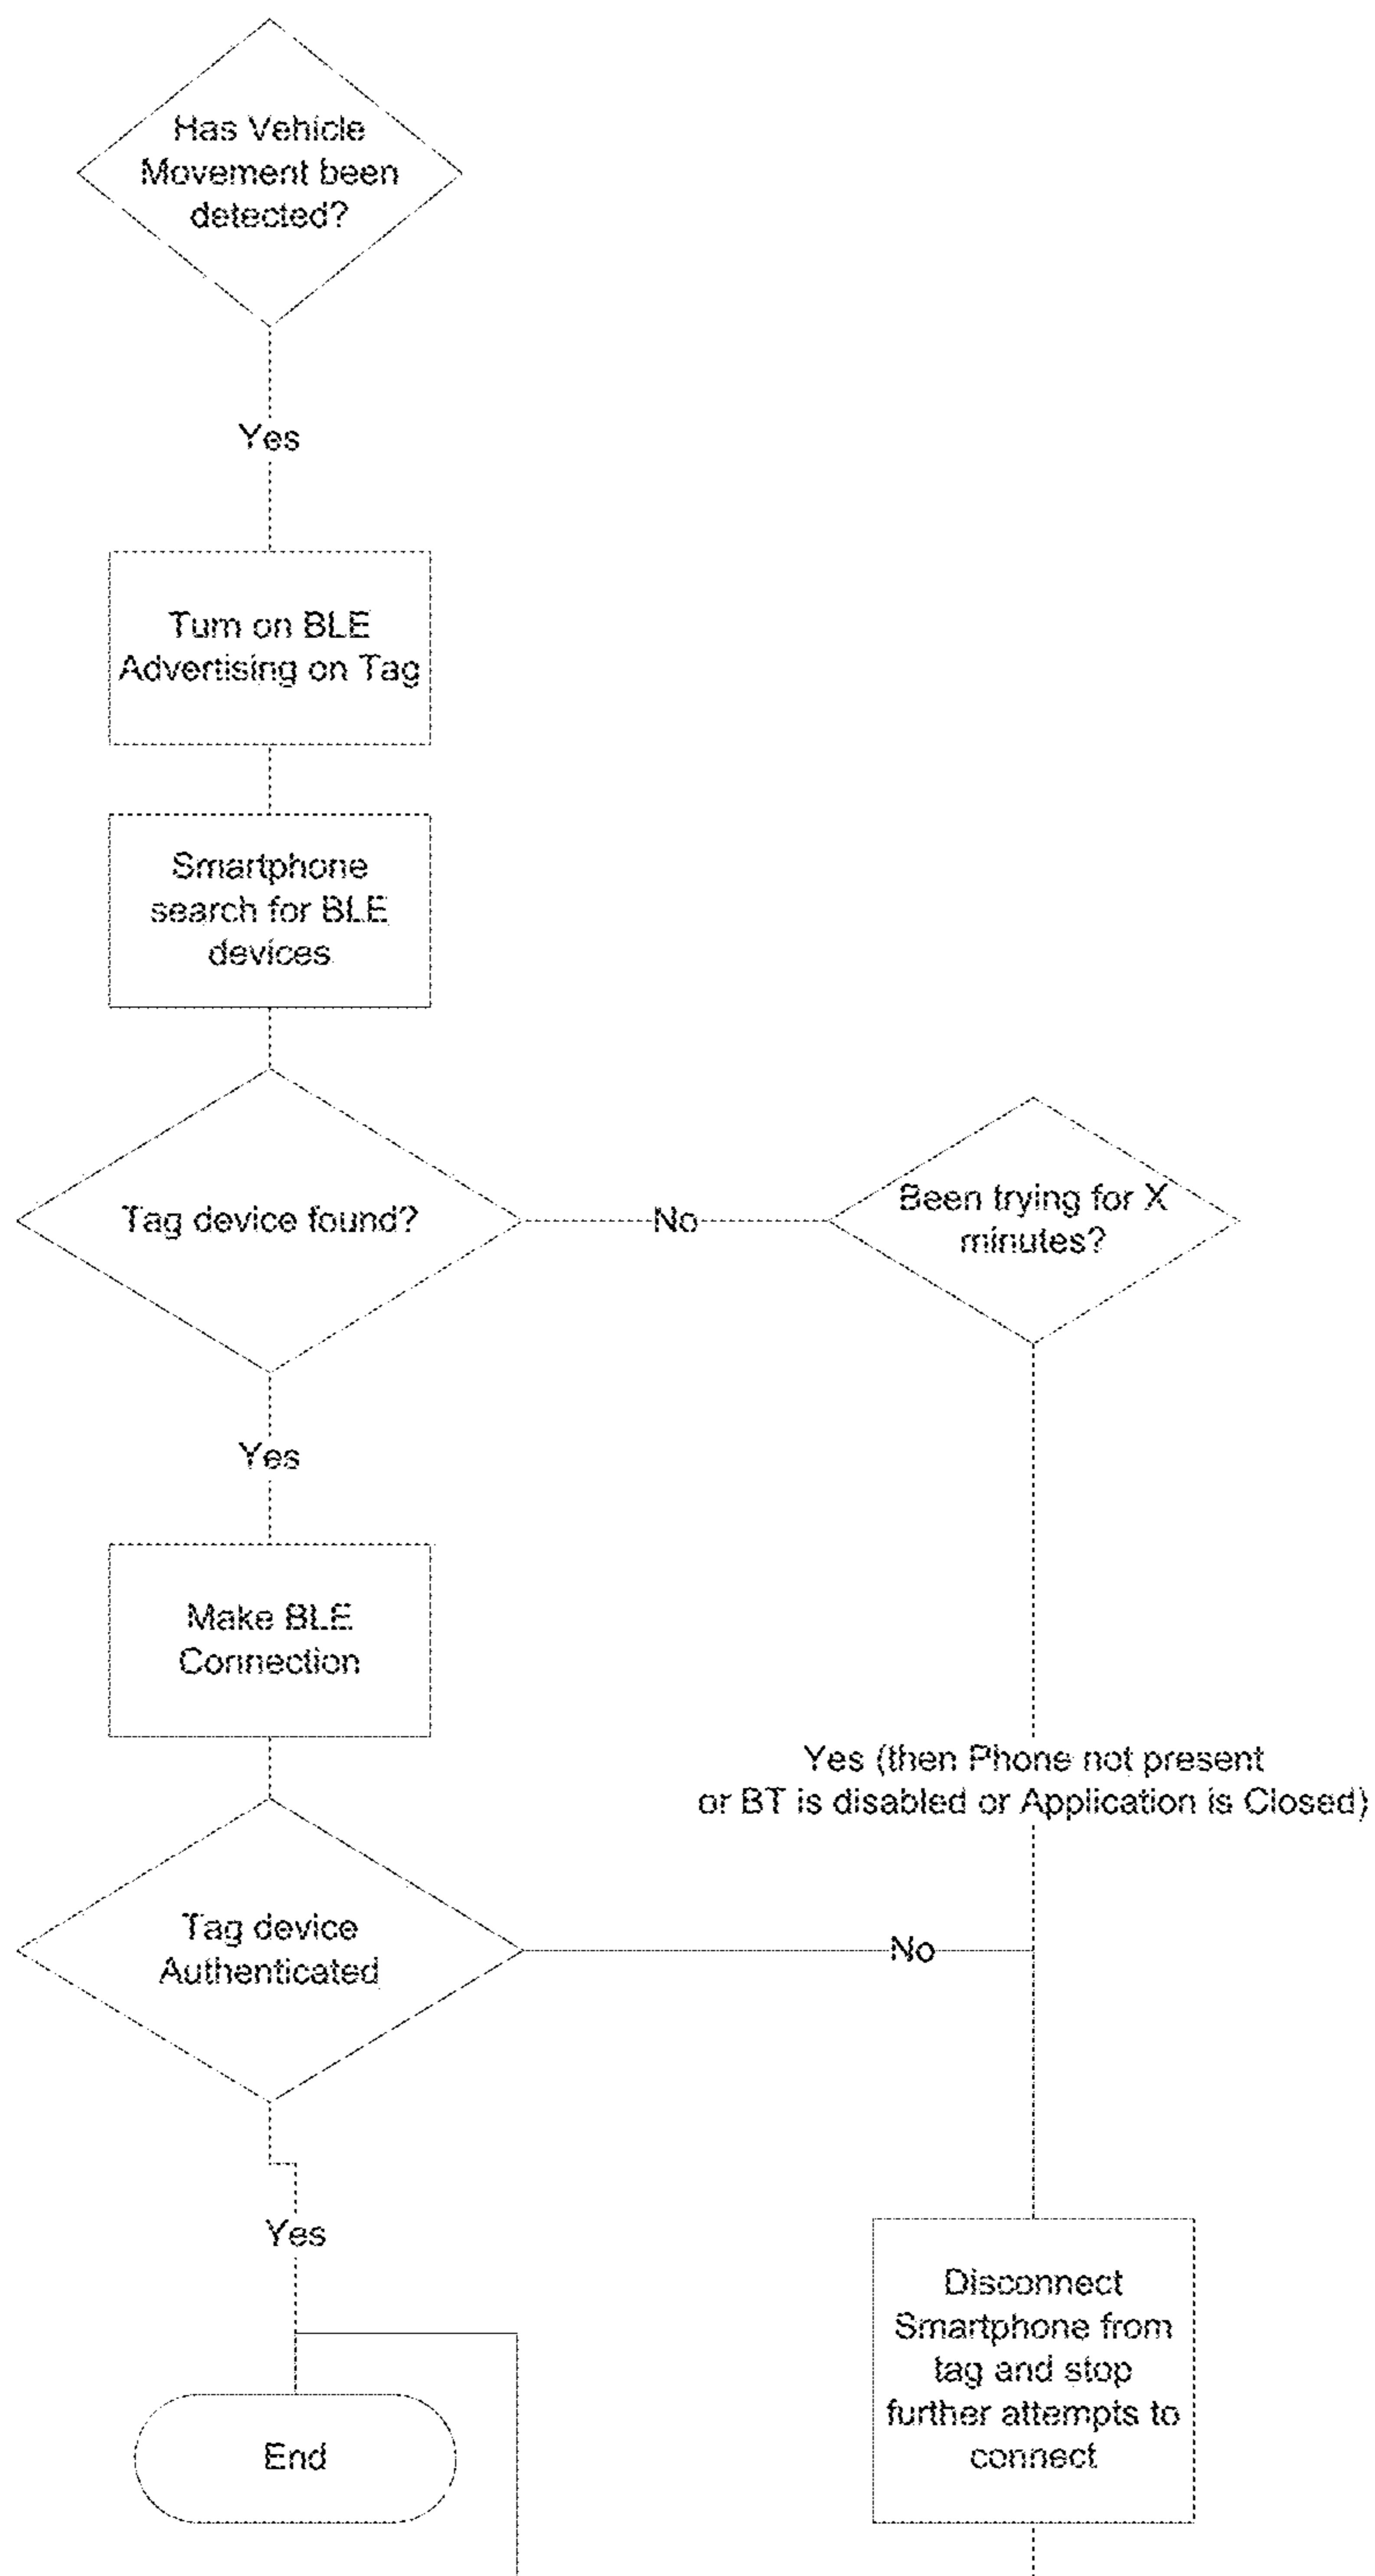 Has Vehicle
Movement been
detected?
Yes
Turn on BLE
Advertising on Tag
Smartphone
search for BLE
devices
Tag device found?
No
Been trying for X
minutes?
Yes
Make BLE
Connection
Yes (then Phone not present
or BT is disabled or Application is Closed)
Tag device
Authenticated
No
Yes
Disconnect
Smartphone from
tag and stop
further attempts to
connect
End